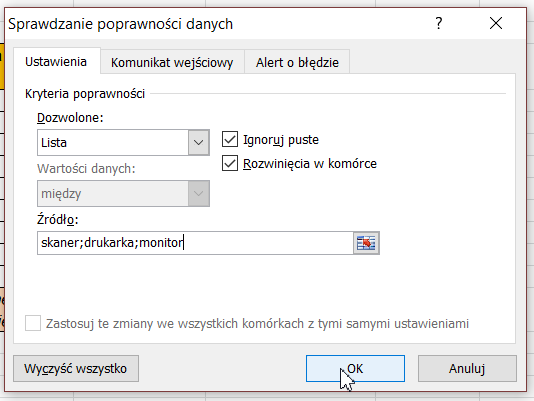 Sprawdzanie poprawności danych ? ×
Ustawienia Komunikat wejściowy Alert o błędzie
Kryteria poprawności
Dozwolone:
Lista Ignoruj puste
Rozwinięcia w komórce
Wartości danych:
między
Źródło:
skaner;drukarka;monitor
Zastosuj te zmiany we wszystkich komórkach z tymi samymi ustawieniami
Wyczyść wszystko OK Anuluj